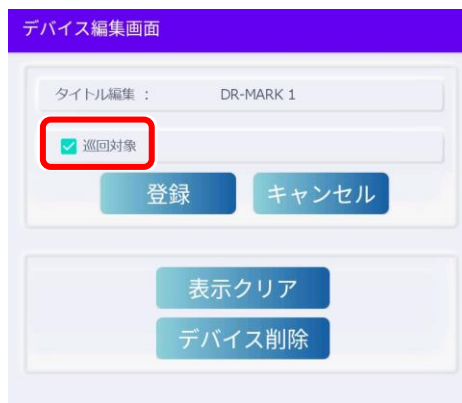 デバイス編集画面
タイトル編集 : DR-MARK 1
巡回対象
登録 キャンセル
表示クリア
デバイス削除